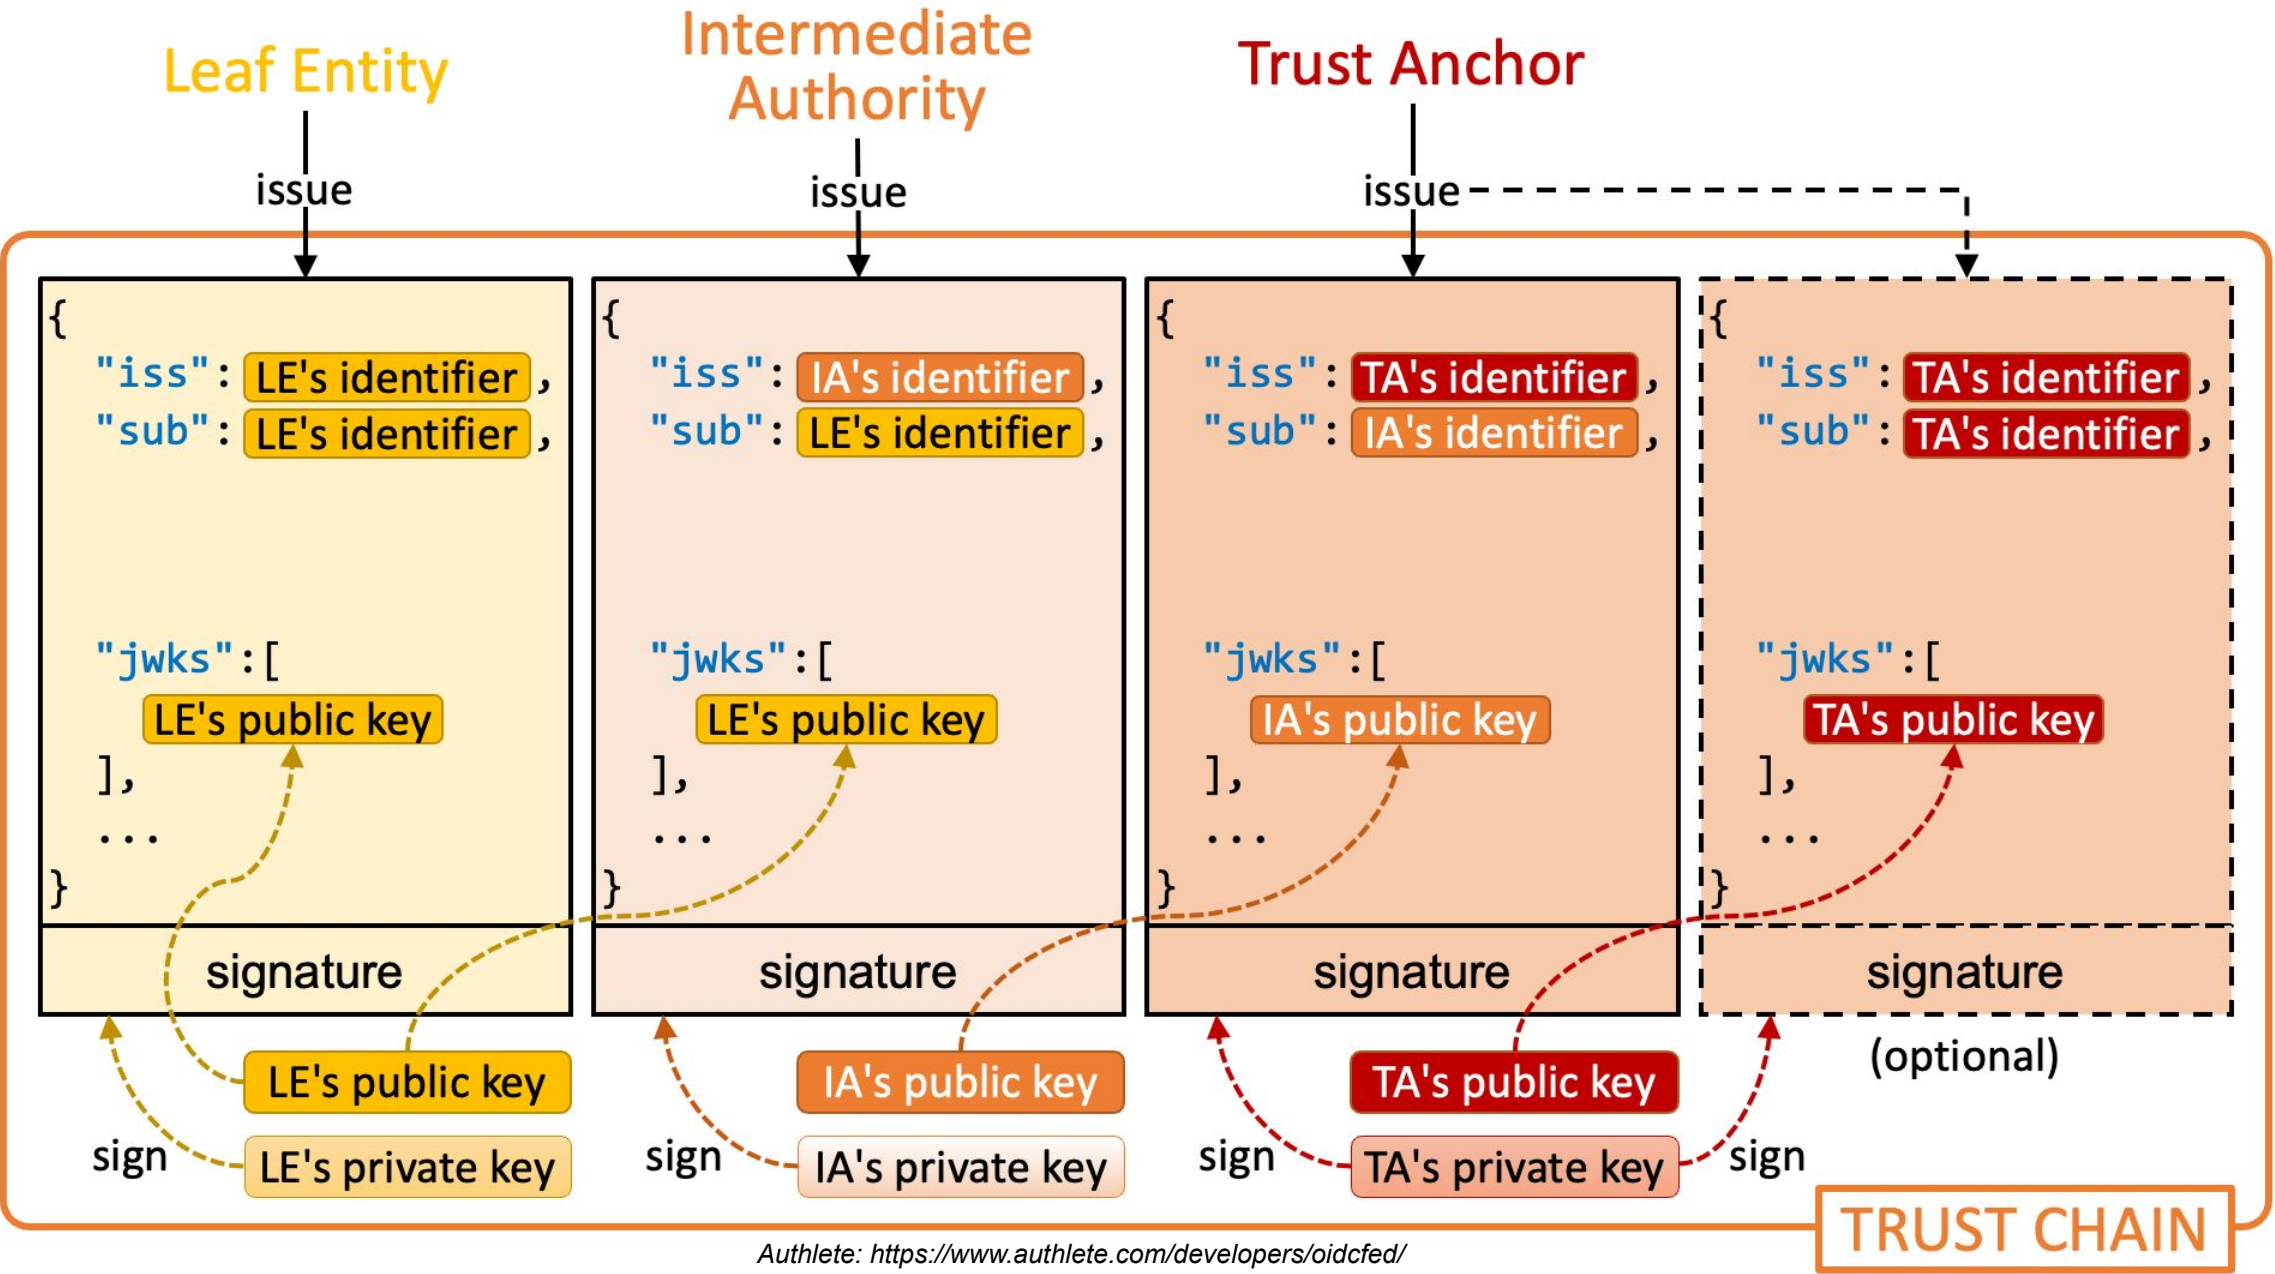 Leaf Entity
Intermediate
Authority
Trust Anchor
issue
issue
issue
{
"iss": LE's identifier ,
"sub": LE's identifier ,
"jwks":[
LE's public key
],
...
}
signature
{
"iss": IA's identifier ,
"sub": LE's identifier ,
"jwks":[
LE's public key
],
...
}
signature
{
"iss": TA's identifier ,
"sub": IA's identifier ,
"jwks":[
IA's public key
],
...
}
signature
{
"iss": TA's identifier ,
"sub": TA's identifier ,
"jwks":[
TA's public key
],
...
}
signature
(optional)
LE's public key
sign
LE's private key
IA's public key
sign
IA's private key
TA's public key
sign
TA's private key
sign
TRUST CHAIN
Authlete: https://www.authlete.com/developers/oidcfed/